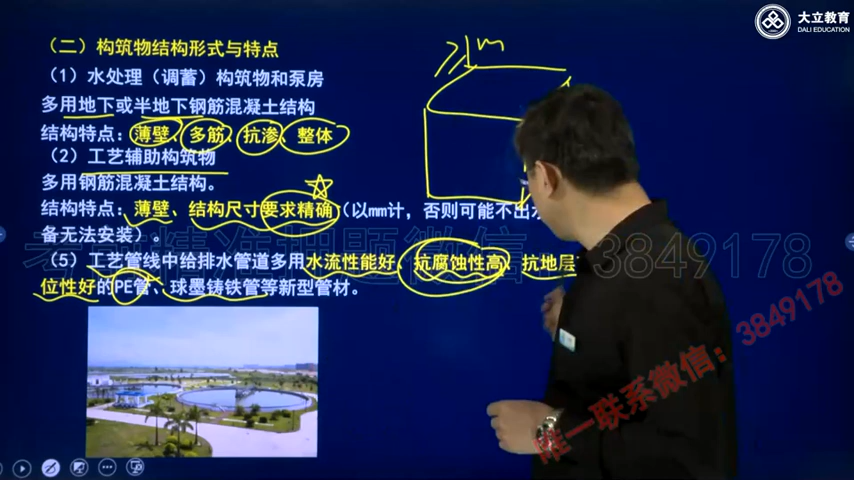 大立教育
DALI EDUCATION
（二）构筑物结构形式与特点
（1）水处理（调蓄）构筑物和泵房
多用地下或半地下钢筋混凝土结构
结构特点：薄壁、多筋、抗渗、整体
（2）工艺辅助构筑物
多用钢筋混凝土结构。
结构特点：薄壁、结构尺寸要求精确（以mm计，否则可能不出
备无法安装）。
（5）工艺管线中给排水管道多用水流性能好、抗腐蚀性高、抗地层
位性好的PE管、球墨铸铁管等新型管材。
m
考前精准押题微信：3849178
唯一联系微信：3849178